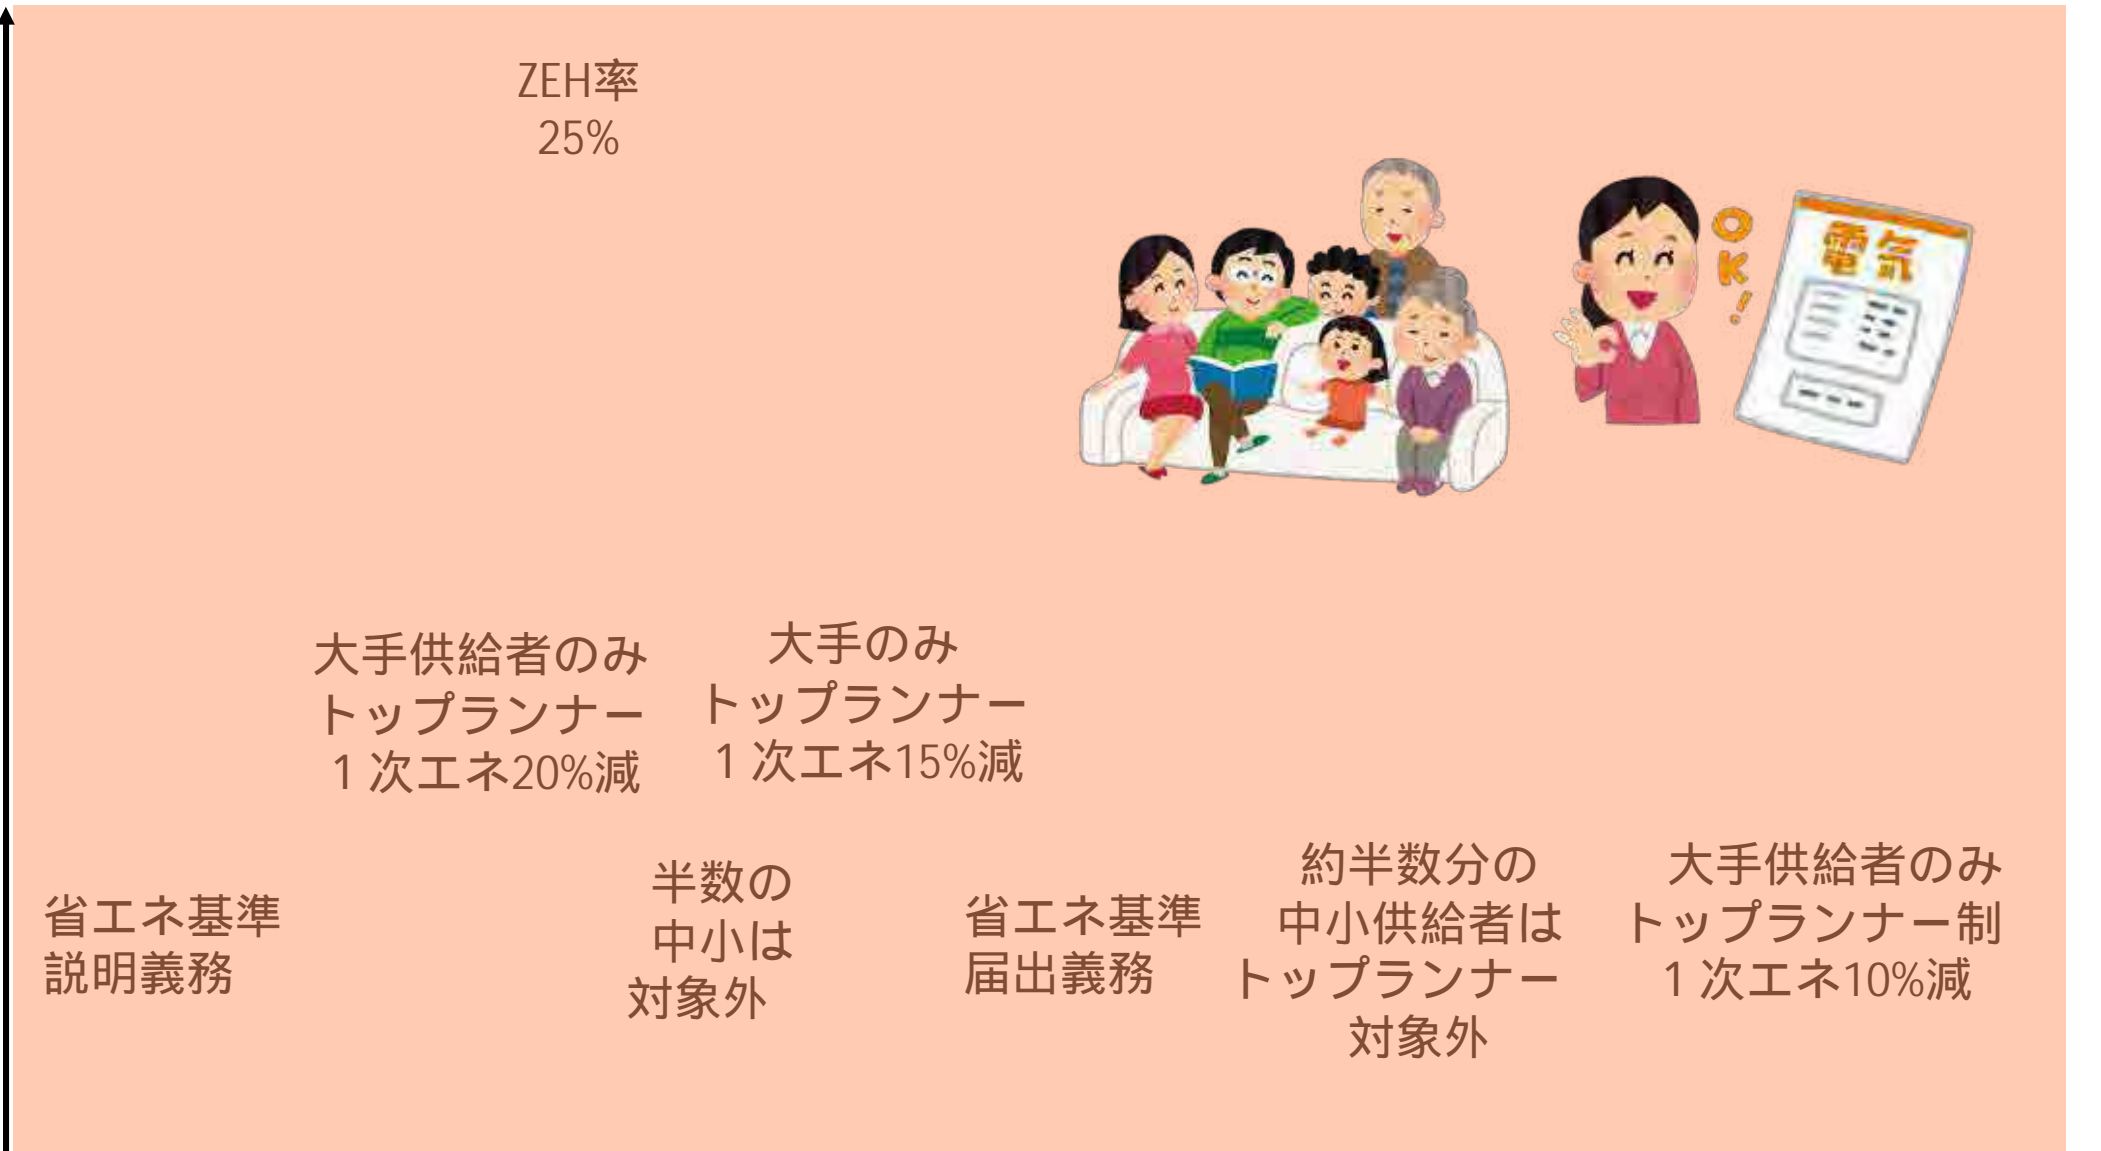 ZEH率
25%
OK!
電気
大手供給者のみ
トップランナー
１次エネ20%減
大手のみ
トップランナー
１次エネ15%減
省エネ基準
説明義務
半数の
中小は
対象外
省エネ基準
届出義務
約半数分の
中小供給者は
トップランナー
対象外
大手供給者のみ
トップランナー制
１次エネ10%減